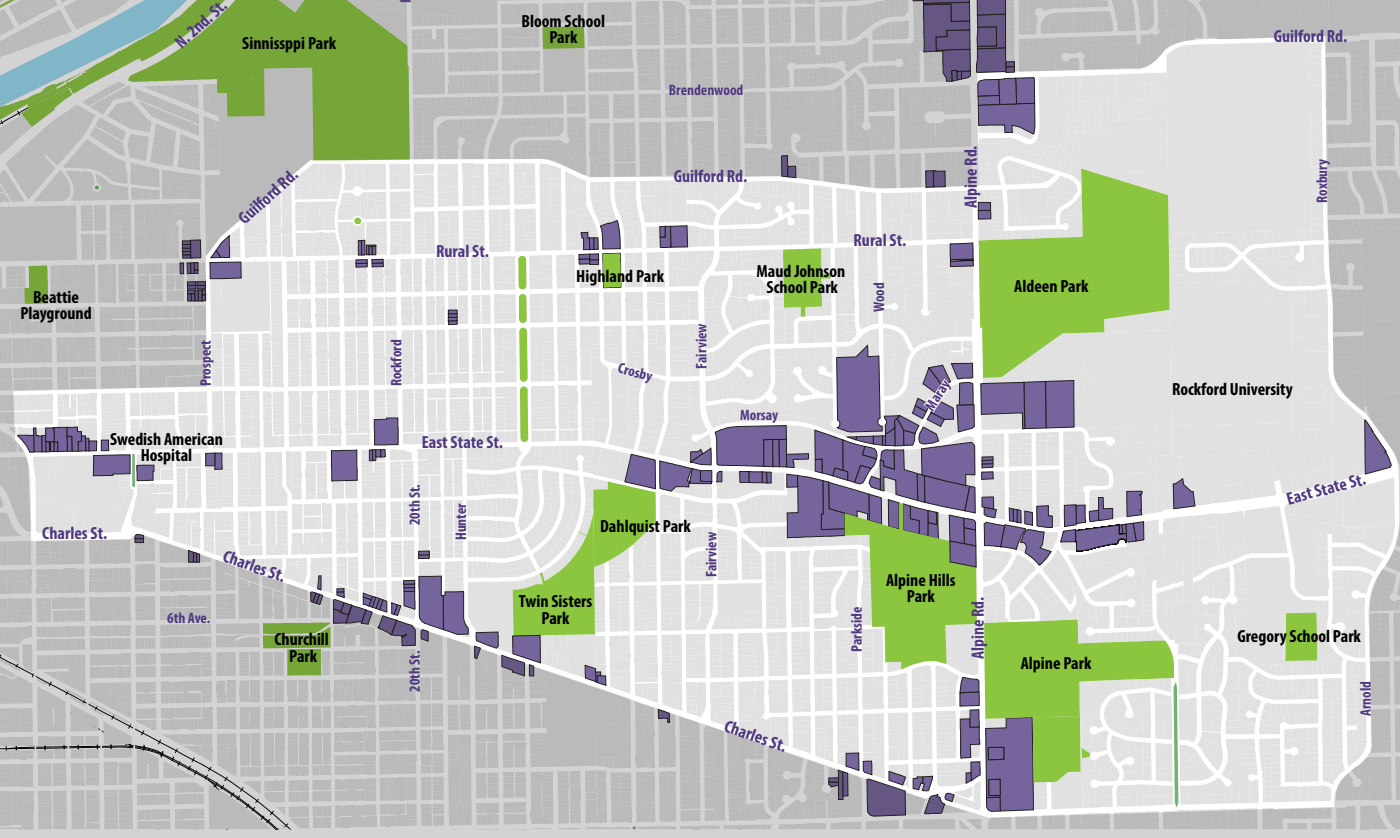 N. 2nd. St.
Sinnissppi Park
Bloom School
Park
Guilford Rd.
Brendenwood
Guilford Rd.
Guilford Rd.
Alpine Rd.
Roxbury
Rural St.
Rural St.
Highland Park
Maud Johnson
School Park
Aldeen Park
Beattie
Playground
Wood
Prospect
Rockford
Fairview
Crosby
Maray
Rockford University
Morsay
Swedish American
Hospital
East State St.
East State St.
20th St.
Hunter
Dahlquist Park
Fairview
Charles St.
Charles St.
Alpine Hills
Park
Twin Sisters
Park
6th Ave.
Churchill
Park
20th St.
Parkside
Alpine Rd.
Alpine Park
Gregory School Park
Arnold
Charles St.